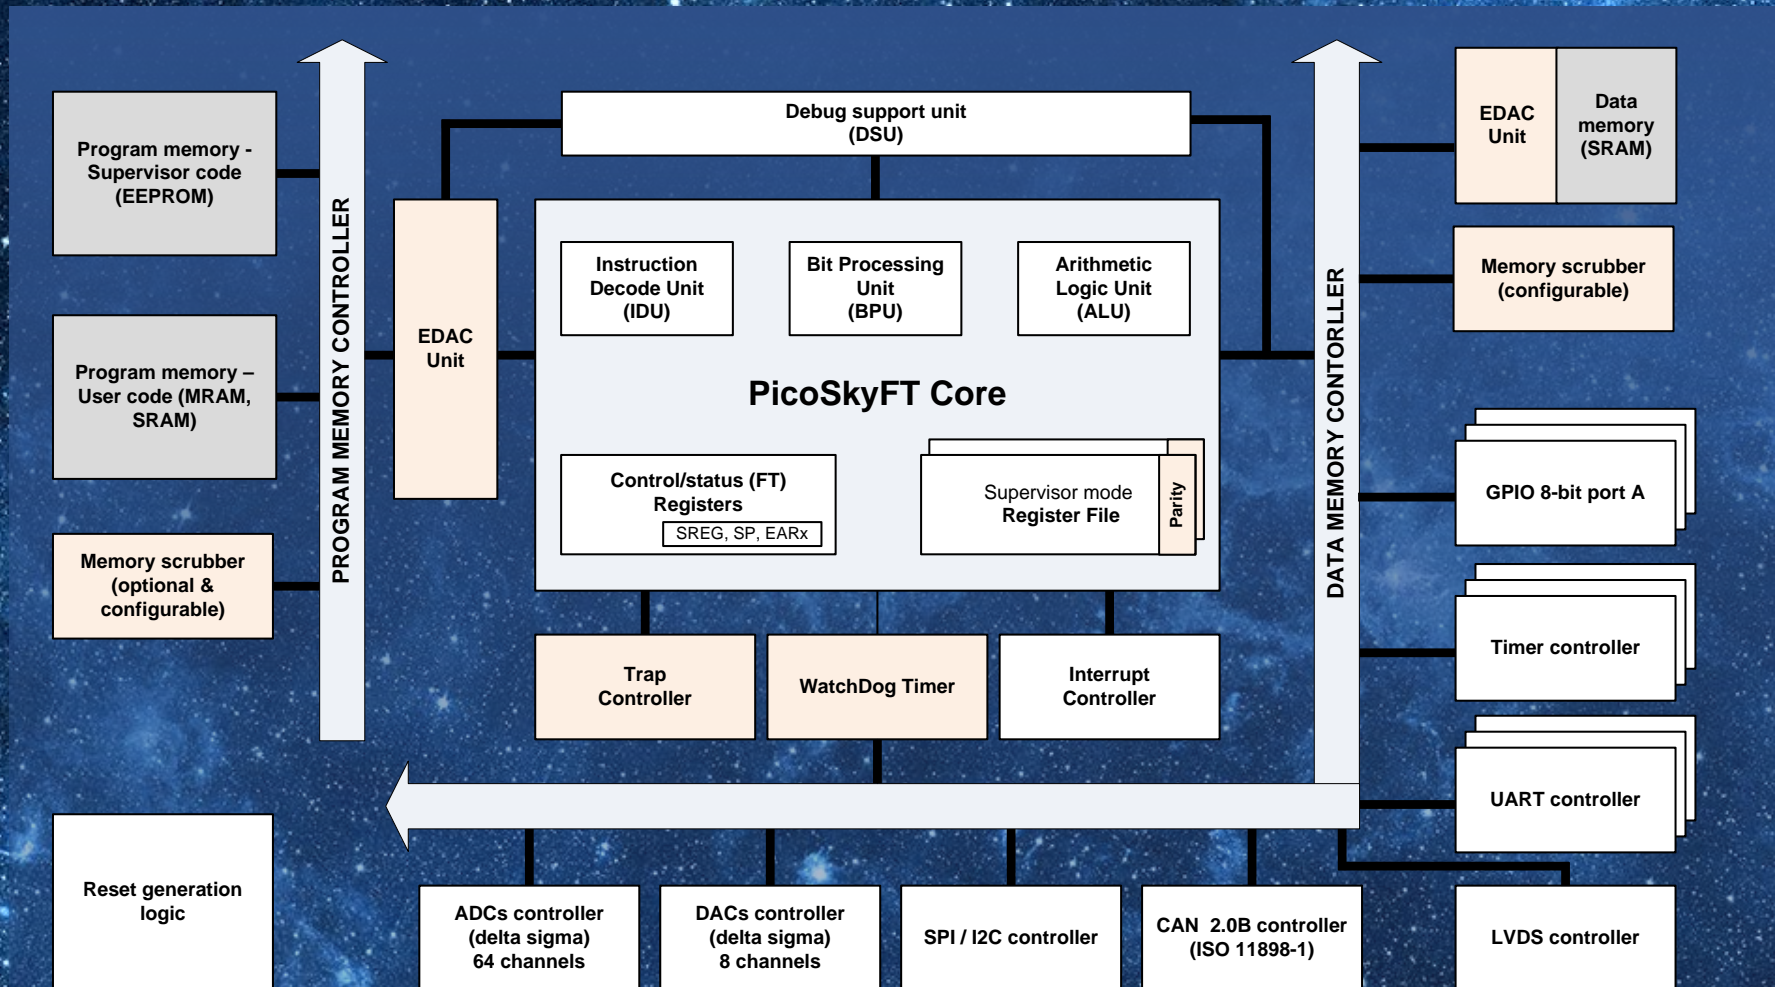 Debug support unit
(DSU)
Program memory -
Supervisor code
(EEPROM)
Program memory –
User code (MRAM,
SRAM)
Memory scrubber
(optional &
configurable)
Reset generation
logic
PROGRAM MEMORY CONTROLLER
EDAC
Unit
Instruction
Decode Unit
(IDU)
Bit Processing
Unit
(BPU)
Arithmetic
Logic Unit
(ALU)
PicoSkyFT Core
Control/status (FT)
Registers
SREG, SP, EARx
Supervisor mode
Register File
Parity
Trap
Controller
WatchDog Timer
Interrupt
Controller
DATA MEMORY CONTORLLER
EDAC
Unit
Data
memory
(SRAM)
Memory scrubber
(configurable)
GPIO 8-bit port A
Timer controller
UART controller
ADCs controller
(delta sigma)
64 channels
DACs controller
(delta sigma)
8 channels
SPI / I2C controller
CAN  2.0B controller
(ISO 11898-1)
LVDS controller